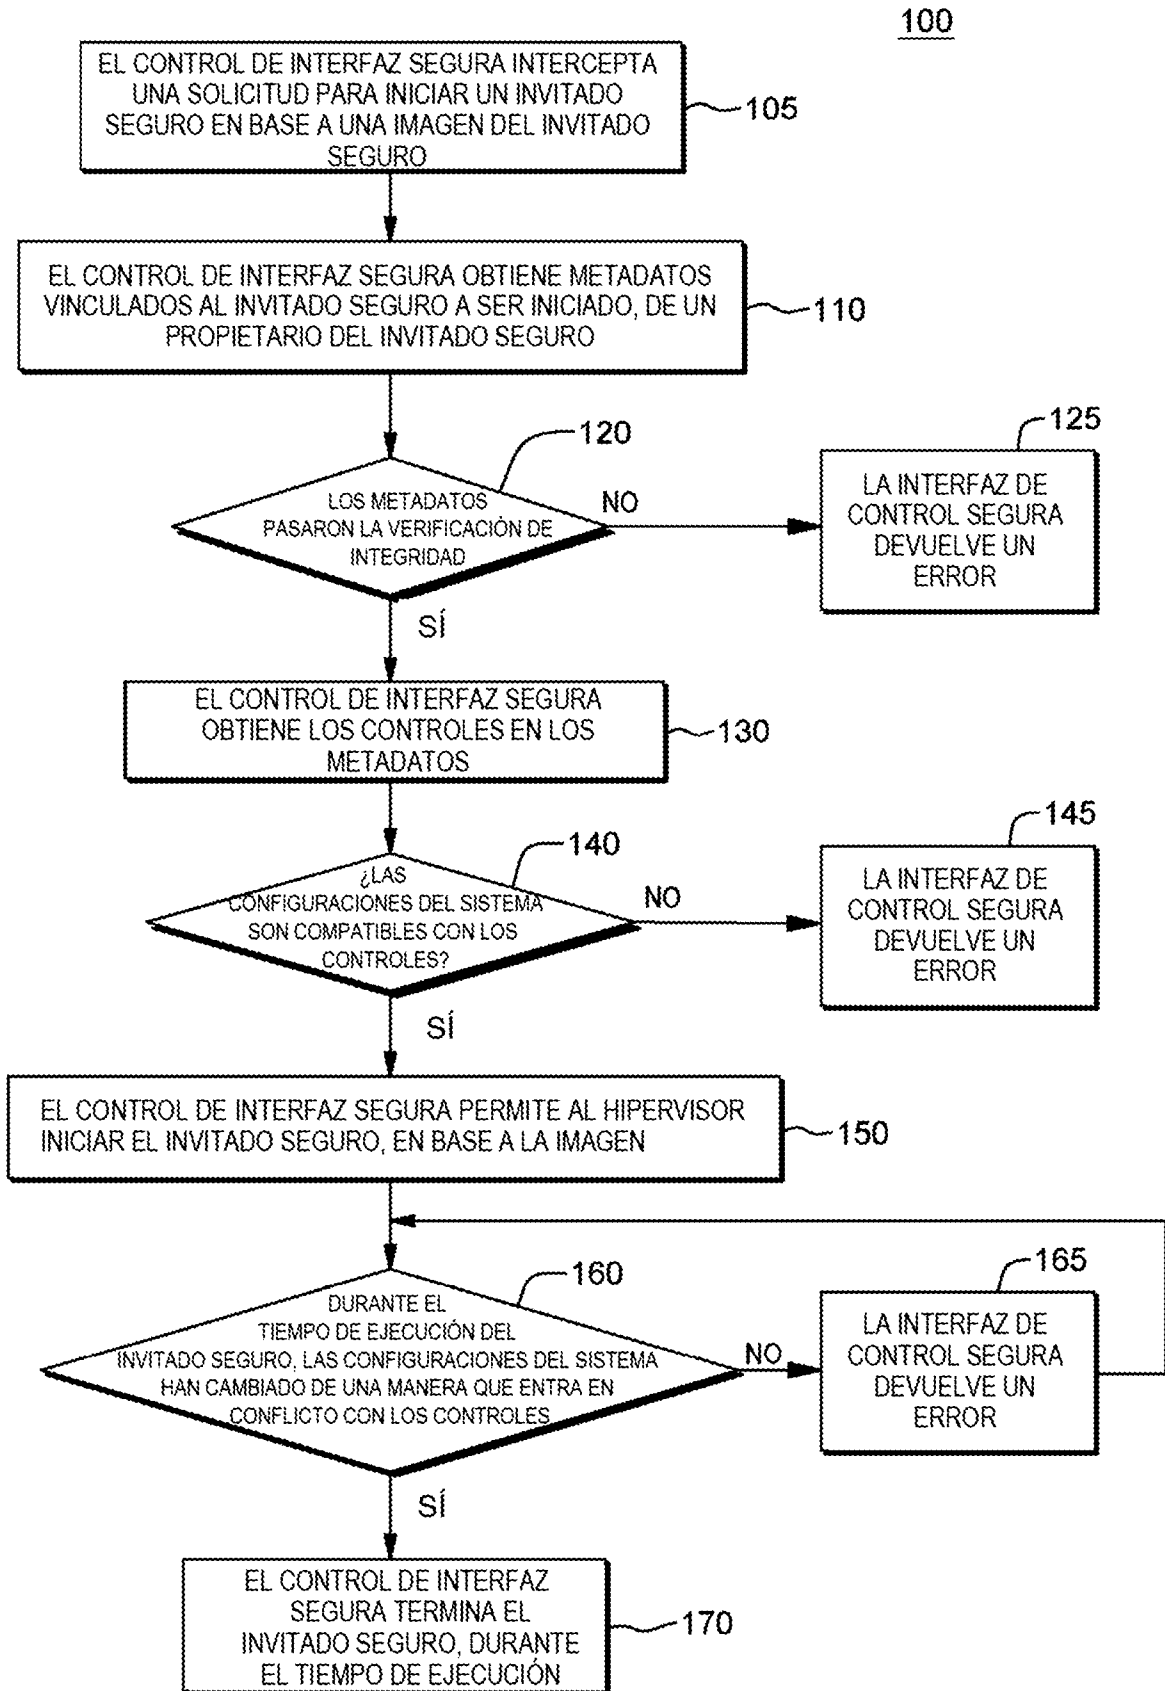 100
EL CONTROL DE INTERFAZ SEGURA INTERCEPTA
UNA SOLICITUD PARA INICIAR UN INVITADO
SEGURO EN BASE A UNA IMAGEN DEL INVITADO
SEGURO
105
EL CONTROL DE INTERFAZ SEGURA OBTIENE METADATOS
VINCULADOS AL INVITADO SEGURO A SER INICIADO, DE UN
PROPIETARIO DEL INVITADO SEGURO
110
120
LOS METADATOS
PASARON LA VERIFICACIÓN DE
INTEGRIDAD
NO
125
LA INTERFAZ DE
CONTROL SEGURA
DEVUELVE UN
ERROR
SÍ
EL CONTROL DE INTERFAZ SEGURA
OBTIENE LOS CONTROLES EN LOS
METADATOS
130
140
¿LAS
CONFIGURACIONES DEL SISTEMA
SON COMPATIBLES CON LOS
CONTROLES?
NO
145
LA INTERFAZ DE
CONTROL SEGURA
DEVUELVE UN
ERROR
SÍ
EL CONTROL DE INTERFAZ SEGURA PERMITE AL HIPERVISOR
INICIAR EL INVITADO SEGURO, EN BASE A LA IMAGEN
150
160
DURANTE EL
TIEMPO DE EJECUCIÓN DEL
INVITADO SEGURO, LAS CONFIGURACIONES DEL SISTEMA
HAN CAMBIADO DE UNA MANERA QUE ENTRA EN
CONFLICTO CON LOS CONTROLES
NO
165
LA INTERFAZ DE
CONTROL SEGURA
DEVUELVE UN
ERROR
SÍ
EL CONTROL DE INTERFAZ
SEGURA TERMINA EL
INVITADO SEGURO, DURANTE
EL TIEMPO DE EJECUCIÓN
170